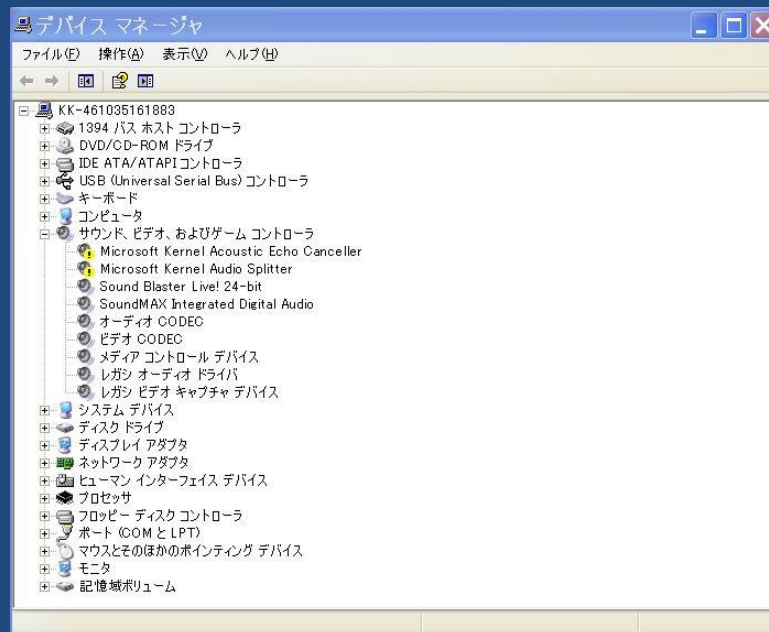 デバイス マネージャ
ファイル(F) 操作(A) 表示(V) ヘルプ(H)
KK-461035161883
1394 バス ホスト コントローラ
DVD/CD-ROM ドライブ
IDE ATA/ATAPI コントローラ
USB (Universal Serial Bus) コントローラ
キーボード
コンピュータ
サウンド、ビデオ、およびゲーム コントローラ
Microsoft Kernel Acoustic Echo Canceller
Microsoft Kernel Audio Splitter
Sound Blaster Live! 24-bit
SoundMAX Integrated Digital Audio
オーディオ CODEC
ビデオ CODEC
メディア コントロール デバイス
レガシ オーディオ ドライバ
レガシ ビデオ キャプチャ デバイス
システム デバイス
ディスク ドライブ
ディスプレイ アダプタ
ネットワーク アダプタ
ヒューマン インターフェイス デバイス
プロセッサ
フロッピー ディスク コントローラ
ポート (COM と LPT)
マウスとそのほかのポインティング デバイス
モニタ
記憶域ボリューム